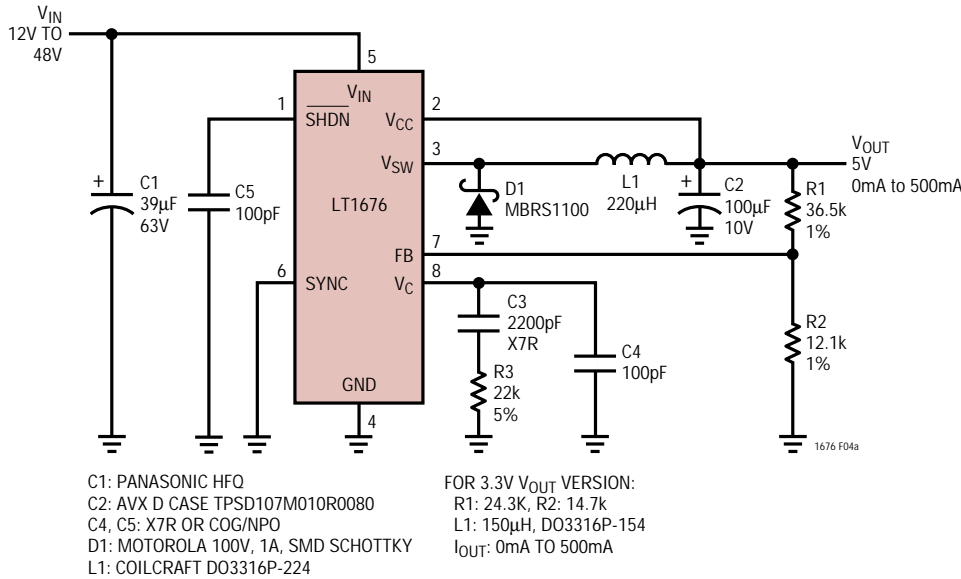 VIN
12V TO
48V
5
VIN
1
SHDN
VCC
2
VSW
3
LT1676
FB
7
6
SYNC
VC
8
GND
4
+
C1
39µF
63V
C5
100pF
D1
MBRS1100
L1
220µH
+
C2
100µF
10V
VOUT
5V
0mA to 500mA
R1
36.5k
1%
R2
12.1k
1%
C3
2200pF
X7R
R3
22k
5%
C4
100pF
1676 F04a
C1: PANASONIC HFQ
C2: AVX D CASE TPSD107M010R0080
C4, C5: X7R OR COG/NPO
D1: MOTOROLA 100V, 1A, SMD SCHOTTKY
L1: COILCRAFT DO3316P-224
FOR 3.3V VOUT VERSION:
R1: 24.3K, R2: 14.7k
L1: 150µH, DO3316P-154
IOUT: 0mA TO 500mA